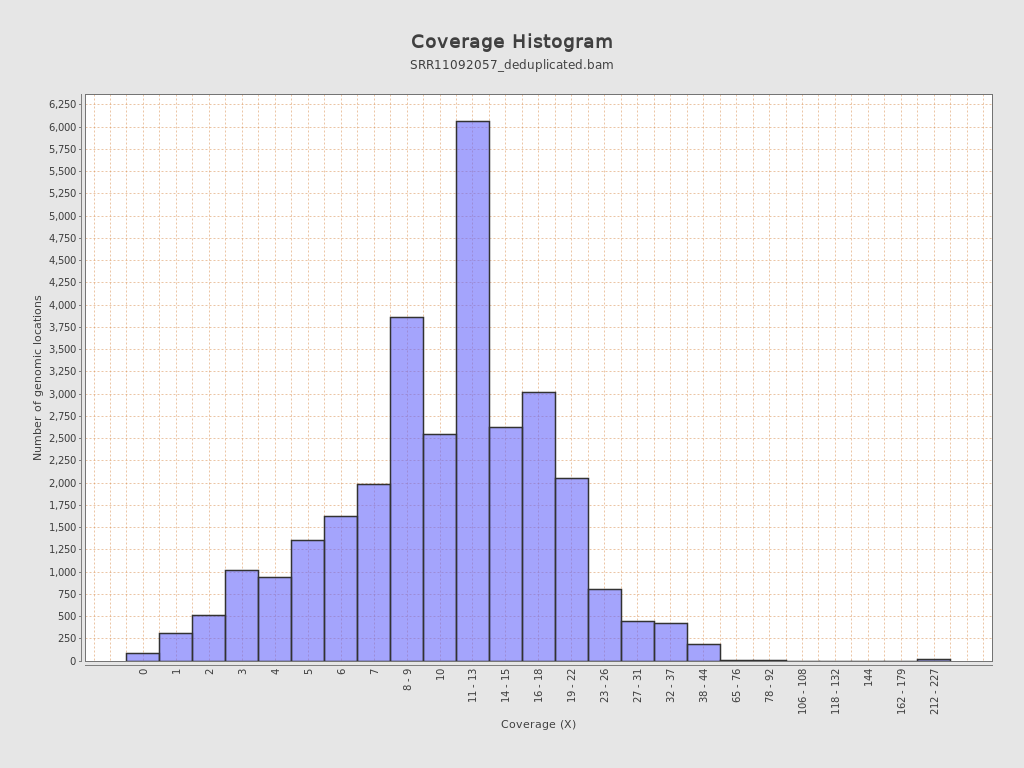 Coverage Histogram
SRR11092057_deduplicated.bam
6,250
6,000
5,750
5,500
5,250
5,000
4,750
4,500
4,250
4,000
3,750
3,500
3,250
3,000
2,750
2,500
2,250
2,000
1,750
1,500
1,250
1,000
750
500
250
0
Number of genomic locations
0
1
2
3
4
5
6
7
8 - 9
10
11 - 13
14 - 15
16 - 18
19 - 22
23 - 26
27 - 31
32 - 37
38 - 44
65 - 76
78 - 92
106 - 108
118 - 132
144
162 - 179
212 - 227
Coverage (X)